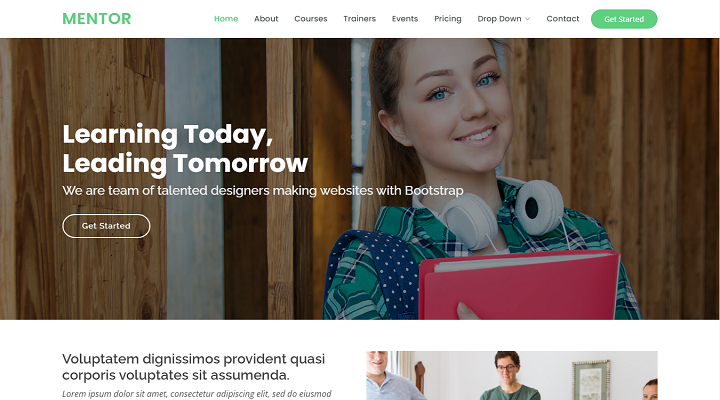 MENTOR
Home About Courses Trainers Events Pricing Drop Down Contact Get Started
Learning Today,
Leading Tomorrow
We are team of talented designers making websites with Bootstrap
Get Started
Voluptatem dignissimos provident quasi
corporis voluptates sit assumenda.
Lorem ipsum dolor sit amet, consectetur adipiscing elit, sed do eiusmod